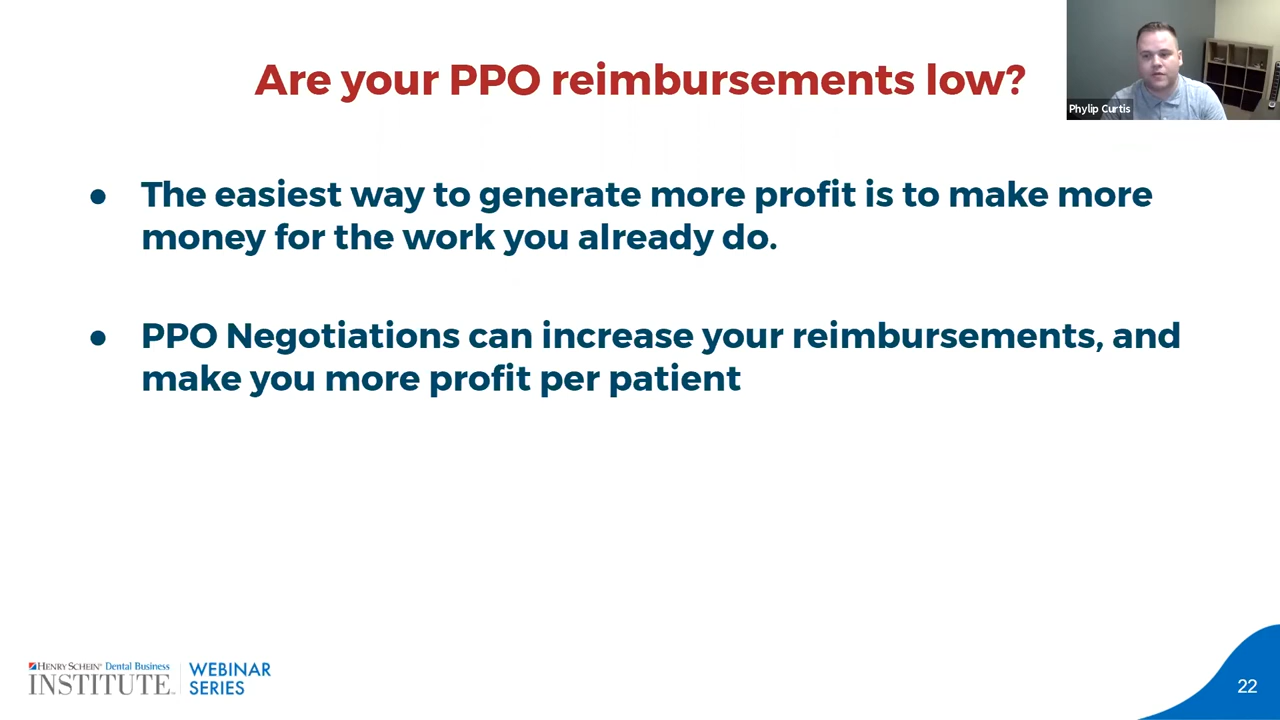 Are your PPO reimbursements low?
Phylip Curtis
● The easiest way to generate more profit is to make more
money for the work you already do.
● PPO Negotiations can increase your reimbursements, and
make you more profit per patient
HENRY SCHEIN® Dental Business
INSTITUTE™
WEBINAR
SERIES
22